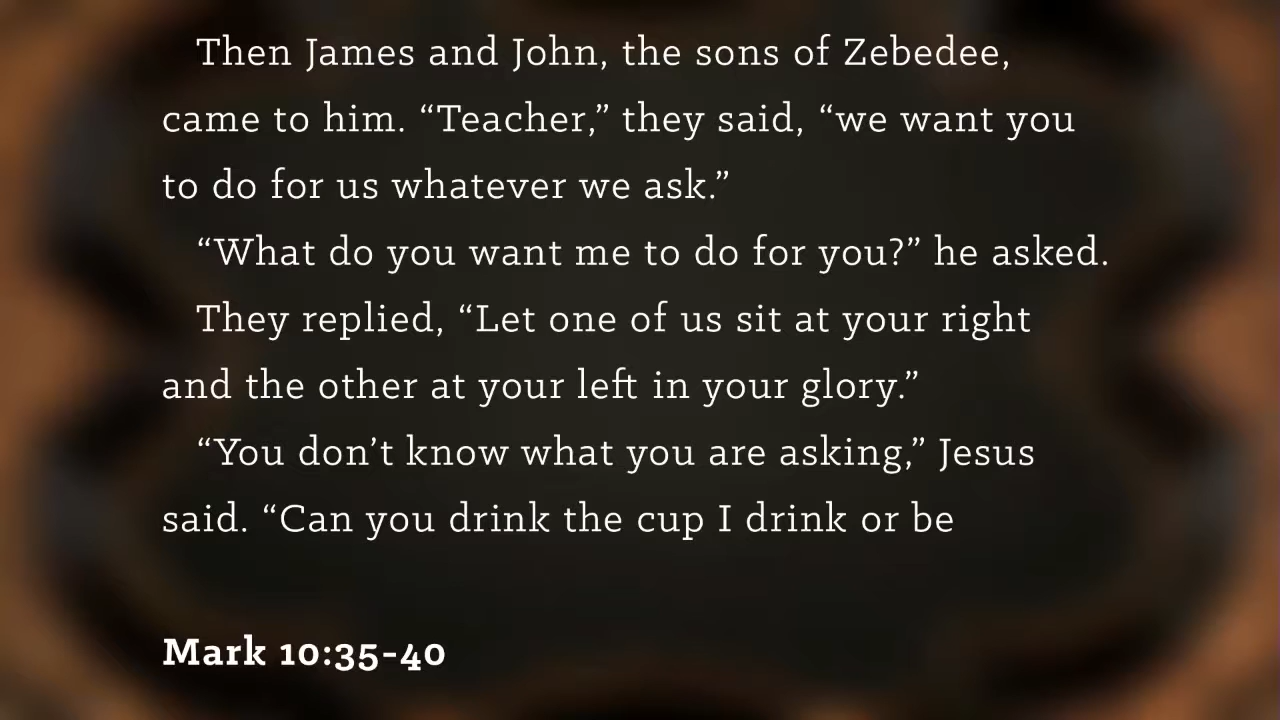 Then James and John, the sons of Zebedee,
came to him. “Teacher,” they said, “we want you
to do for us whatever we ask.”
“What do you want me to do for you?” he asked.
They replied, “Let one of us sit at your right
and the other at your left in your glory.”
“You don’t know what you are asking,” Jesus
said. “Can you drink the cup I drink or be
Mark 10:35-40